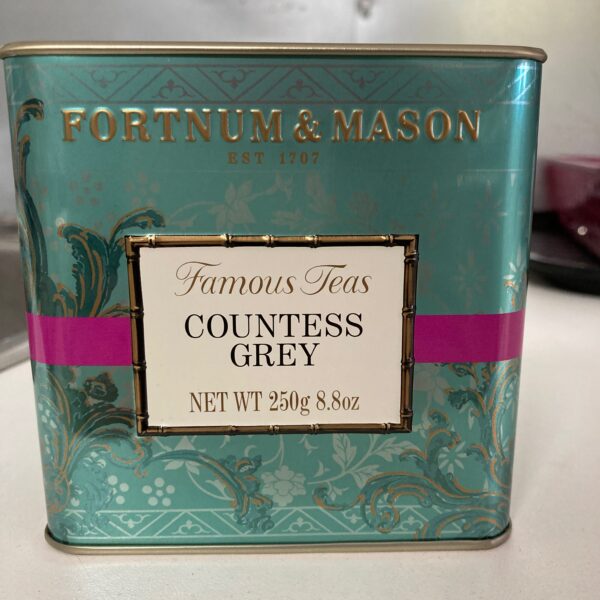 FORTNUM & MASON
EST 1707
Famous Teas
COUNTESS
GREY
NET WT 250g 8.8oz